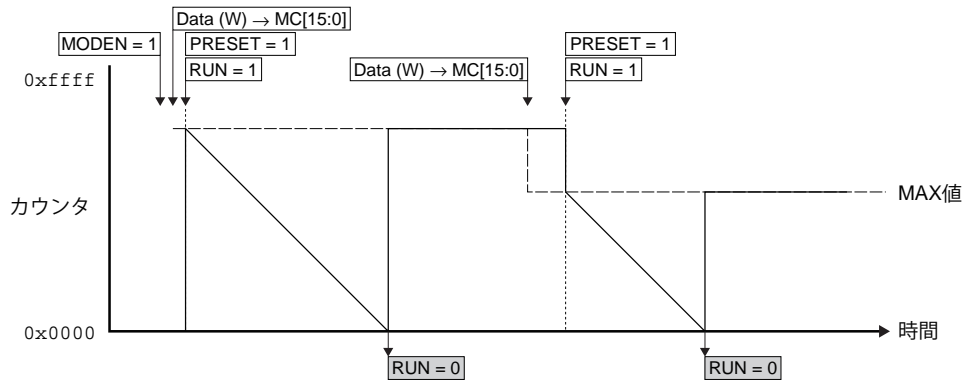 Data (W) → MC[15:0]
MODEN = 1
PRESET = 1
PRESET = 1
RUN = 1
Data (W) → MC[15:0]
RUN = 1
0xffff
カウンタ
MAX値
0x0000
時間
RUN = 0
RUN = 0